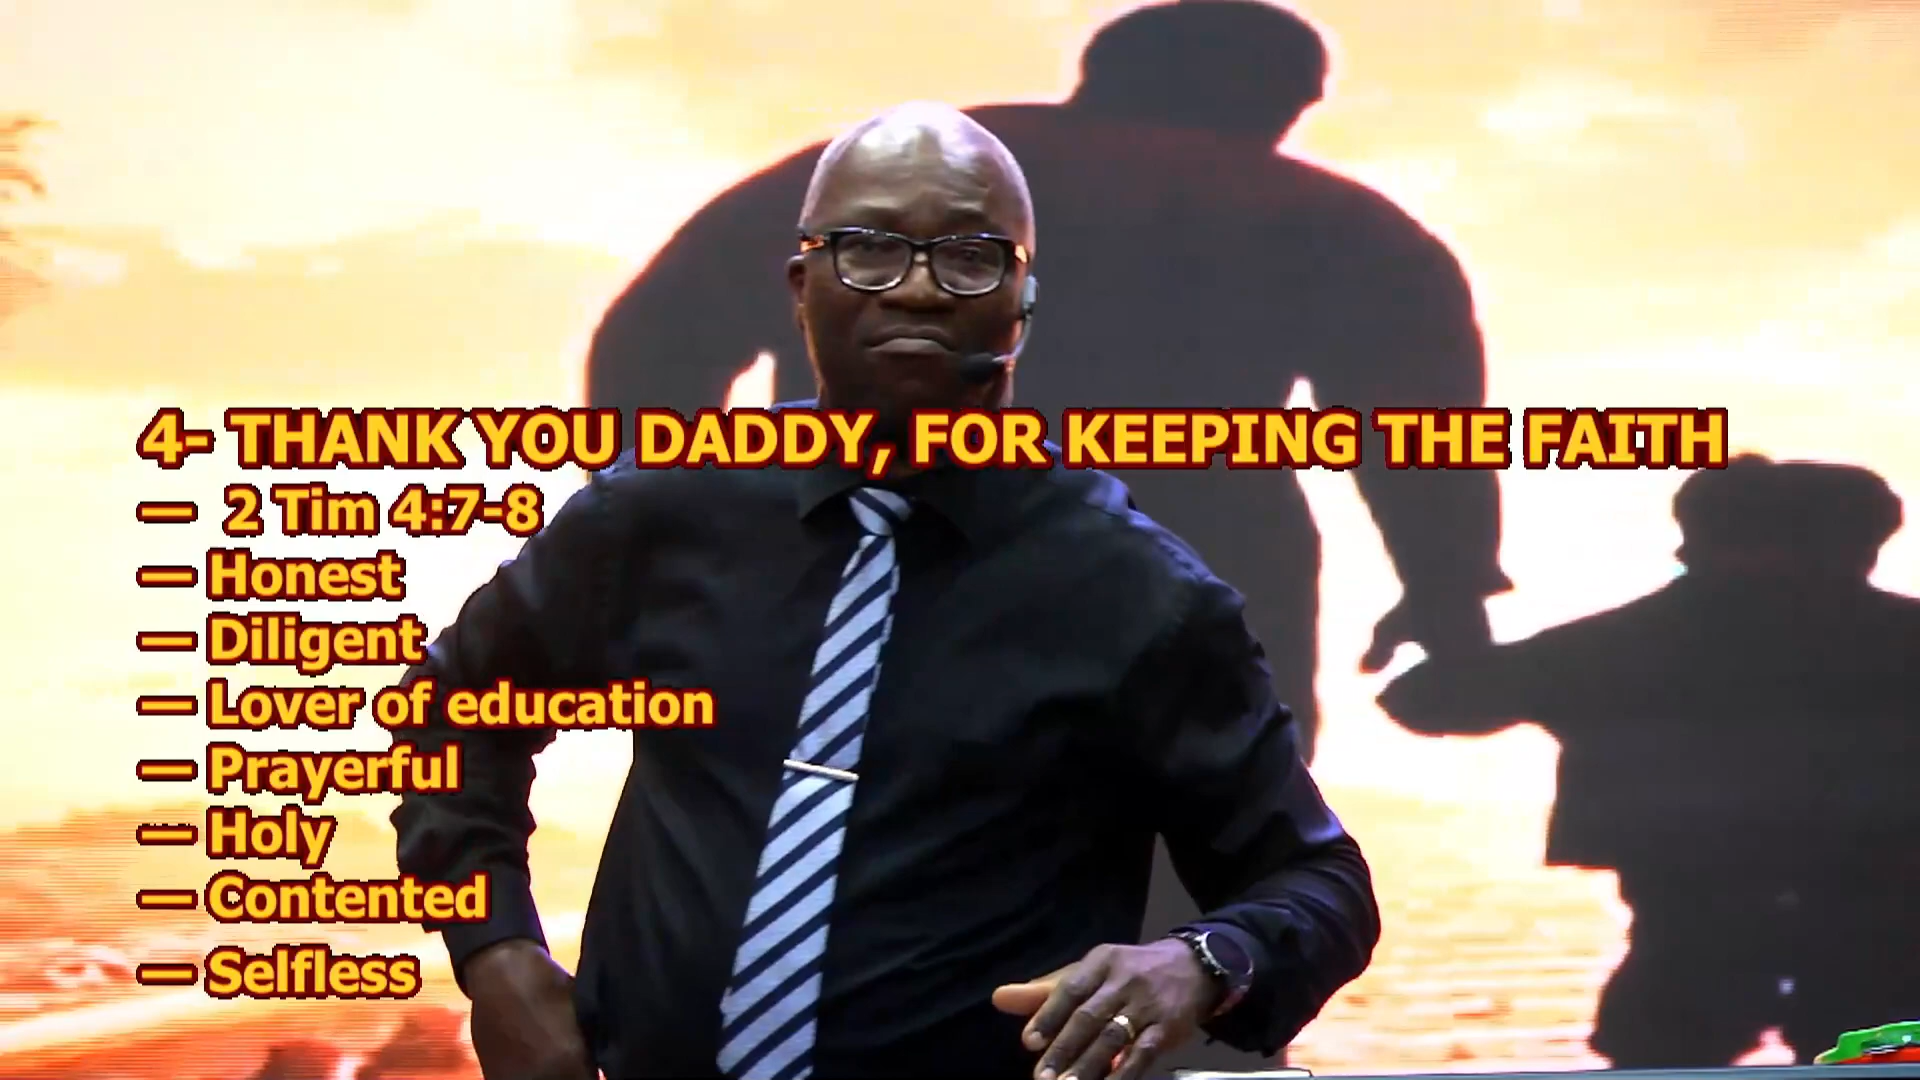 4- THANK YOU DADDY, FOR KEEPING THE FAITH
— 2 Tim 4:7-8
— Honest
— Diligent
— Lover of education
— Prayerful
— Holy
— Contented
— Selfless